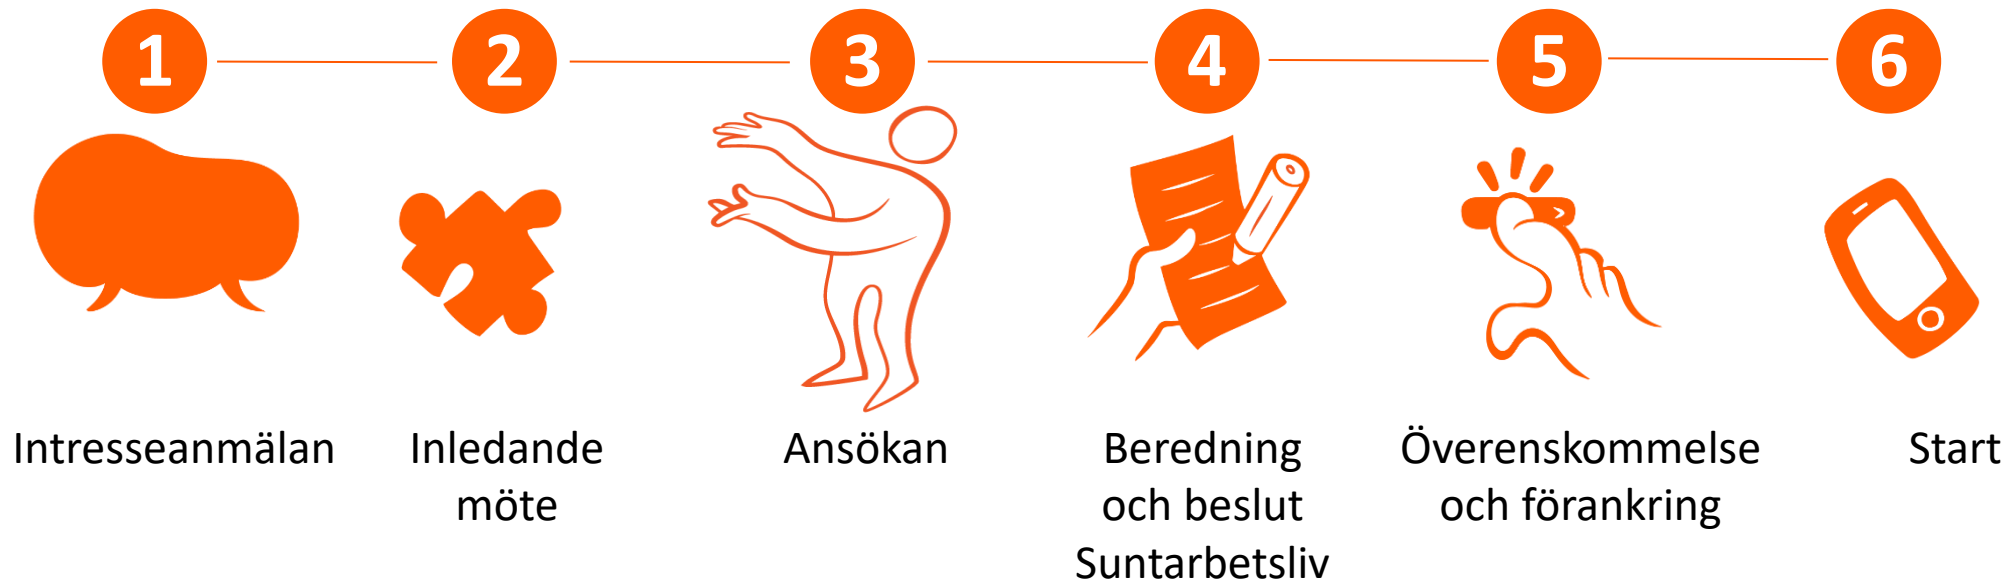 1
2
3
4
5
6
Intresseanmälan
Inledande
möte
Ansökan
Beredning
och beslut
Suntarbetsliv
Överenskommelse
och förankring
Start